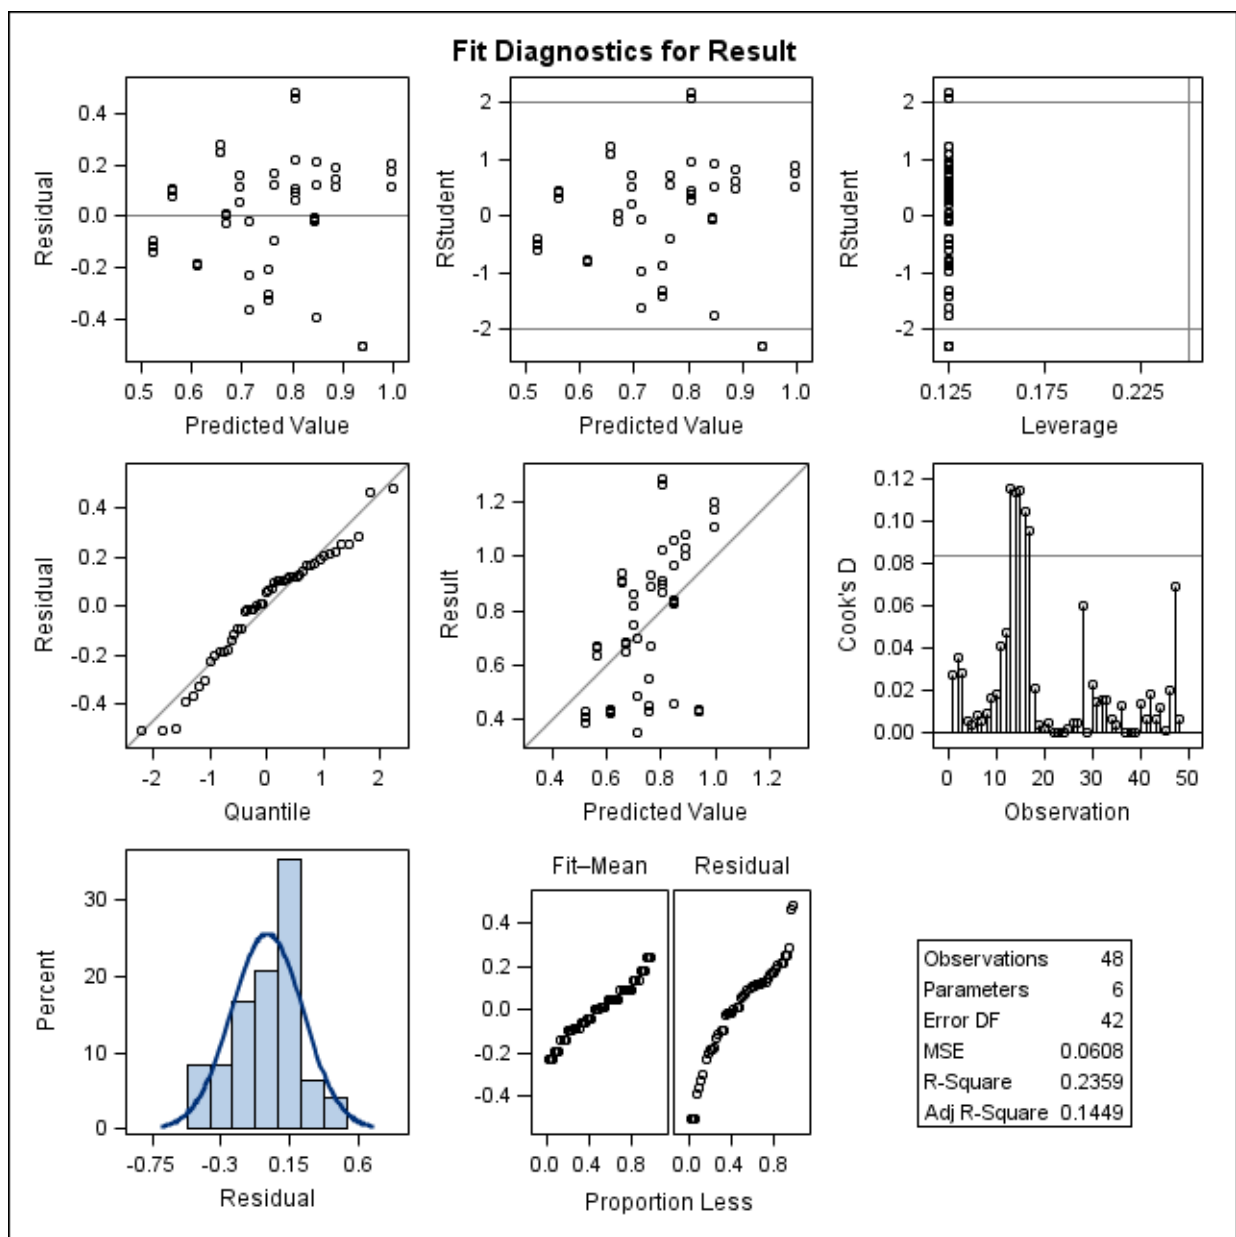 Fit Diagnostics for Result
0.4
0.2
0.0
-0.2
-0.4
Residual
0.5 0.6 0.7 0.8 0.9 1.0
Predicted Value
2
1
0
-1
-2
RStudent
0.5 0.6 0.7 0.8 0.9 1.0
Predicted Value
2
1
0
-1
-2
RStudent
0.125 0.175 0.225
Leverage
0.4
0.2
0.0
-0.2
-0.4
Residual
-2 -1 0 1 2
Quantile
1.2
1.0
0.8
0.6
0.4
Result
0.4 0.6 0.8 1.0 1.2
Predicted Value
0.12
0.10
0.08
0.06
0.04
0.02
0.00
Cook's D
0 10 20 30 40 50
Observation
30
20
10
0
Percent
-0.75 -0.3 0.15 0.6
Residual
Fit–Mean Residual
0.4
0.2
0.0
-0.2
-0.4
0.0 0.4 0.8 0.0 0.4 0.8
Proportion Less
Observations 48
Parameters 6
Error DF 42
MSE 0.0608
R-Square 0.2359
Adj R-Square 0.1449